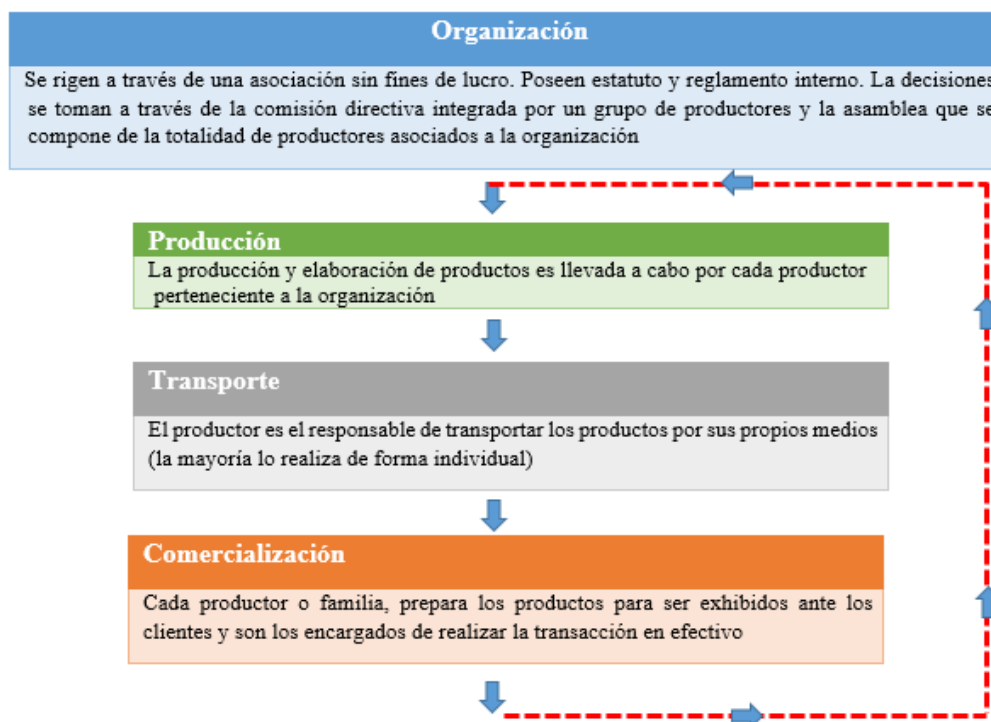 Organización
Se rigen a través de una asociación sin fines de lucro. Poseen estatuto y reglamento interno. La decisiones
se toman a través de la comisión directiva integrada por un grupo de productores y la asamblea que se
compone de la totalidad de productores asociados a la organización
Producción
La producción y elaboración de productos es llevada a cabo por cada productor
perteneciente a la organización
Transporte
El productor es el responsable de transportar los productos por sus propios medios
(la mayoría lo realiza de forma individual)
Comercialización
Cada productor o familia, prepara los productos para ser exhibidos ante los
clientes y son los encargados de realizar la transacción en efectivo